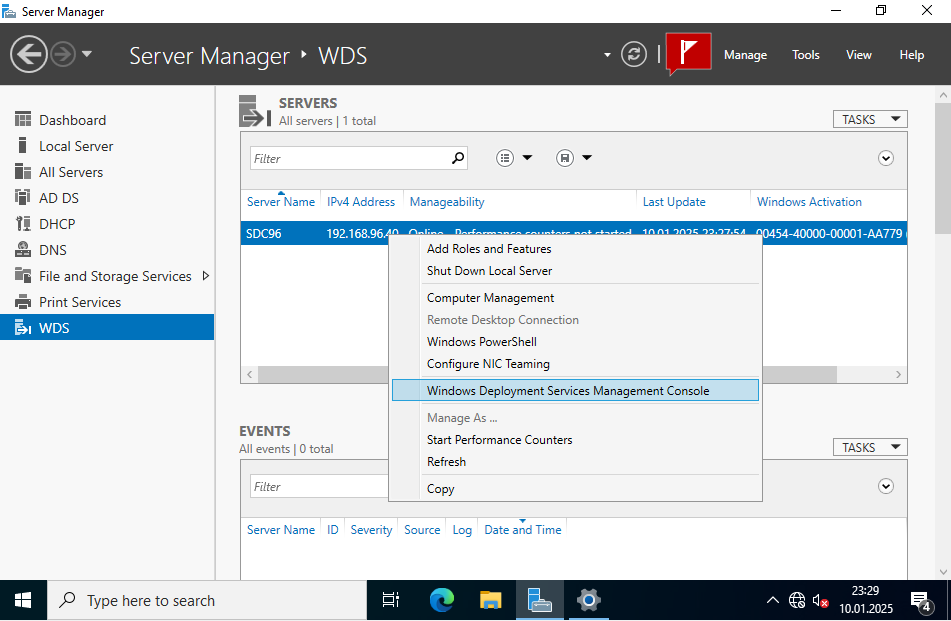 Server Manager
Server Manager ‣ WDS
Manage Tools View Help
Dashboard
Local Server
All Servers
AD DS
DHCP
DNS
File and Storage Services
Print Services
WDS
SERVERS
All servers | 1 total
TASKS
Filter
Server Name IPv4 Address Manageability Last Update Windows Activation
SDC96 192.168.96.40 Online - Performance counters not started 10.01.2025 23:27:54 00454-40000-00001-AA779
Add Roles and Features
Shut Down Local Server
Computer Management
Remote Desktop Connection
Windows PowerShell
Configure NIC Teaming
Windows Deployment Services Management Console
Manage As ...
Start Performance Counters
Refresh
Copy
EVENTS
All events | 0 total
TASKS
Filter
Server Name ID Severity Source Log Date and Time
Type here to search
23:29
10.01.2025
4